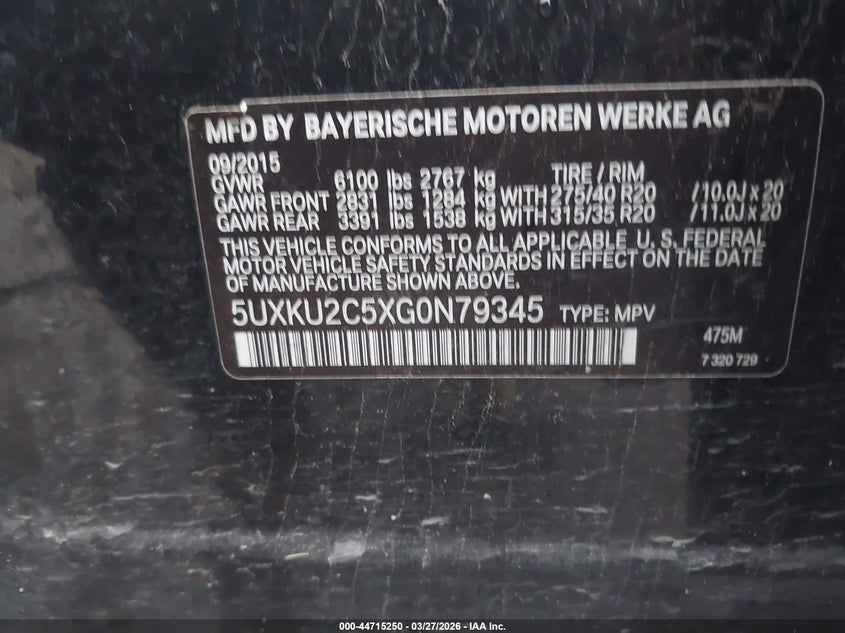 MFD BY BAYERISCHE MOTOREN WERKE AG
09/2015
GVWR 6100 lbs 2767 kg TIRE / RIM
GAWR FRONT 2831 lbs 1284 kg WITH 275/40 R20 /10.0J x 20
GAWR REAR 3391 lbs 1538 kg WITH 315/35 R20 /11.0J x 20
THIS VEHICLE CONFORMS TO ALL APPLICABLE U. S. FEDERAL
MOTOR VEHICLE SAFETY STANDARDS IN EFFECT ON THE DATE
OF MANUFACTURE SHOWN ABOVE.
5UXKU2C5XG0N79345 TYPE: MPV
475M
7 320 729
000-44715250 - 03/27/2026 - IAA Inc.